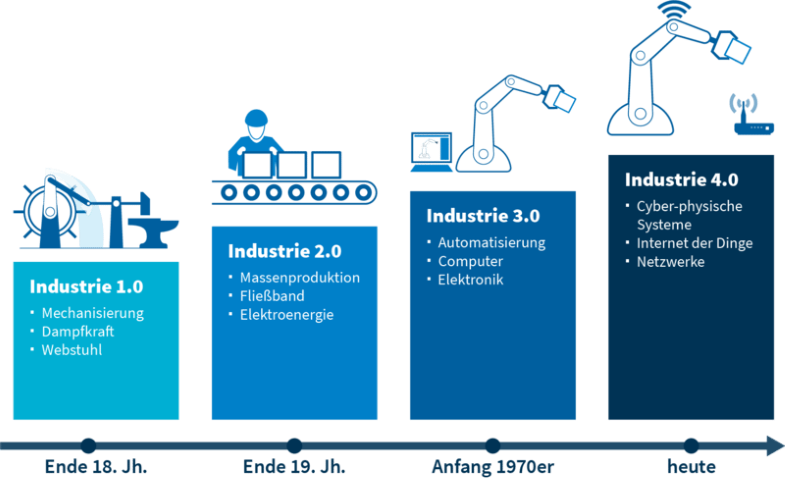 Industrie 1.0
• Mechanisierung
• Dampfkraft
• Webstuhl
Industrie 2.0
• Massenproduktion
• Fließband
• Elektroenergie
Industrie 3.0
• Automatisierung
• Computer
• Elektronik
Industrie 4.0
• Cyber-physische
Systeme
• Internet der Dinge
• Netzwerke
Ende 18. Jh.
Ende 19. Jh.
Anfang 1970er
heute